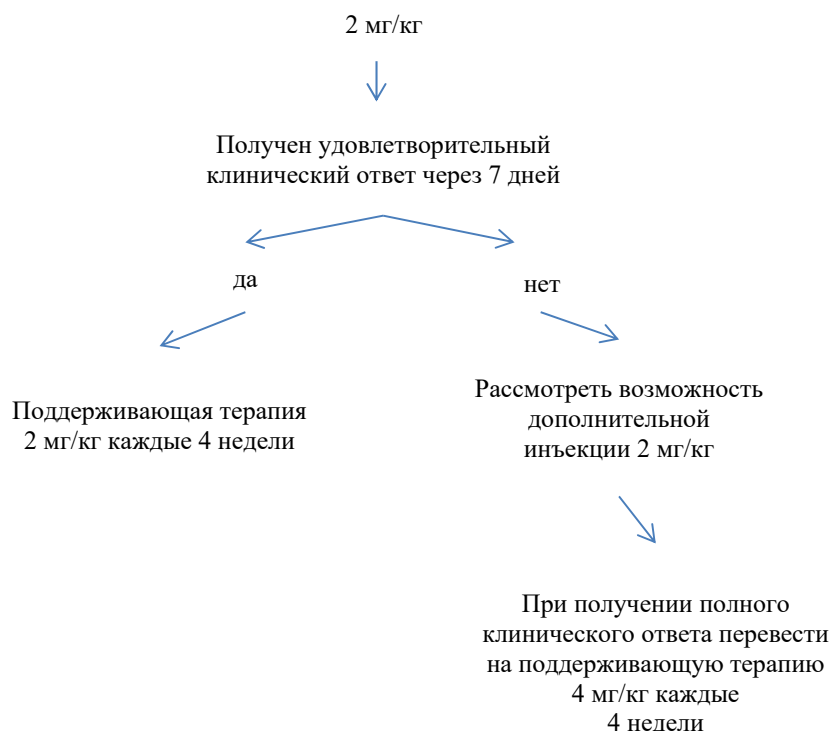 2 мг/кг
Получен удовлетворительный
клинический ответ через 7 дней
да
нет
Поддерживающая терапия
2 мг/кг каждые 4 недели
Рассмотреть возможность
дополнительной
инъекции 2 мг/кг
При получении полного
клинического ответа перевести
на поддерживающую терапию
4 мг/кг каждые
4 недели